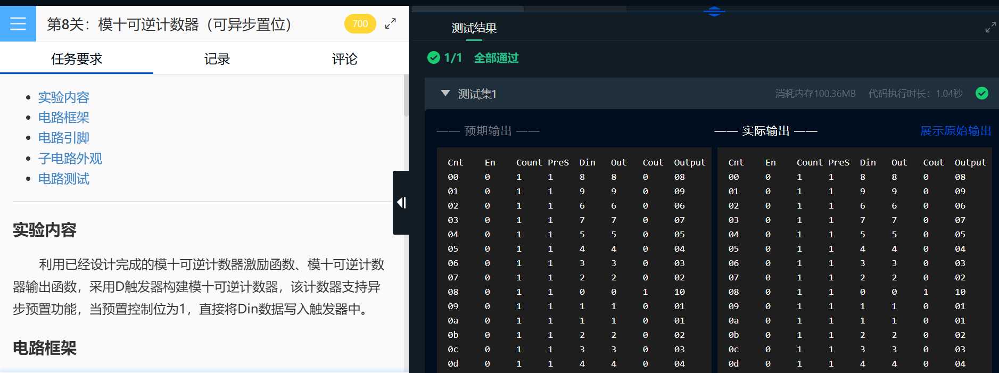 第8关：模十可逆计数器（可异步置位）
700
任务要求 记录 评论
实验内容
电路框架
电路引脚
子电路外观
电路测试
实验内容
利用已经设计完成的模十可逆计数器激励函数、模十可逆计数
器输出函数，采用D触发器构建模十可逆计数器，该计数器支持异
步预置功能，当预置控制位为1，直接将Din数据写入触发器中。
电路框架
测试结果
1/1 全部通过
测试集1 消耗内存100.36MB 代码执行时长：1.04秒
—— 预期输出 ——
Cnt En Count PreS Din Out Cout Output
00 0 1 1 8 8 0 08
01 0 1 1 9 9 0 09
02 0 1 1 6 6 0 06
03 0 1 1 7 7 0 07
04 0 1 1 5 5 0 05
05 0 1 1 4 4 0 04
06 0 1 1 3 3 0 03
07 0 1 1 2 2 0 02
08 0 1 1 0 0 1 10
09 0 1 1 1 1 0 01
0a 0 1 1 1 1 0 01
0b 0 1 1 2 2 0 02
0c 0 1 1 3 3 0 03
0d 0 1 1 4 4 0 04
—— 实际输出 —— 展示原始输出
Cnt En Count PreS Din Out Cout Output
00 0 1 1 8 8 0 08
01 0 1 1 9 9 0 09
02 0 1 1 6 6 0 06
03 0 1 1 7 7 0 07
04 0 1 1 5 5 0 05
05 0 1 1 4 4 0 04
06 0 1 1 3 3 0 03
07 0 1 1 2 2 0 02
08 0 1 1 0 0 1 10
09 0 1 1 1 1 0 01
0a 0 1 1 1 1 0 01
0b 0 1 1 2 2 0 02
0c 0 1 1 3 3 0 03
0d 0 1 1 4 4 0 04